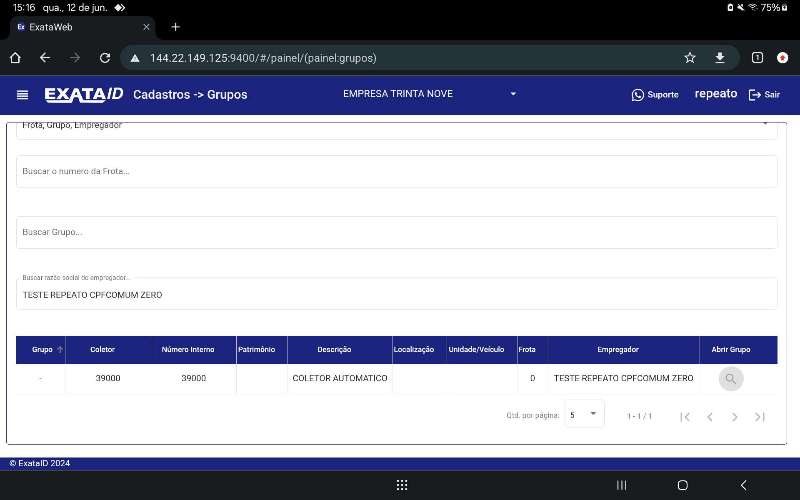 15:16 qua., 12 de jun.
75%
Ex ExataWeb
144.22.149.125:9400/#/painel/(painel:grupos)
1
EXATAID Cadastros -> Grupos EMPRESA TRINTA NOVE Suporte repeato Sair
Frota, Grupo, Empregador
Buscar o numero da Frota...
Buscar Grupo...
Buscar razão social do empregador...
TESTE REPEATO CPFCOMUM ZERO
Grupo Coletor Número Interno Patrimônio Descrição Localização Unidade/Veículo Frota Empregador Abrir Grupo
- 39000 39000 COLETOR AUTOMATICO 0 TESTE REPEATO CPFCOMUM ZERO
Qtd. por página: 5 1 - 1 / 1
© ExataID 2024